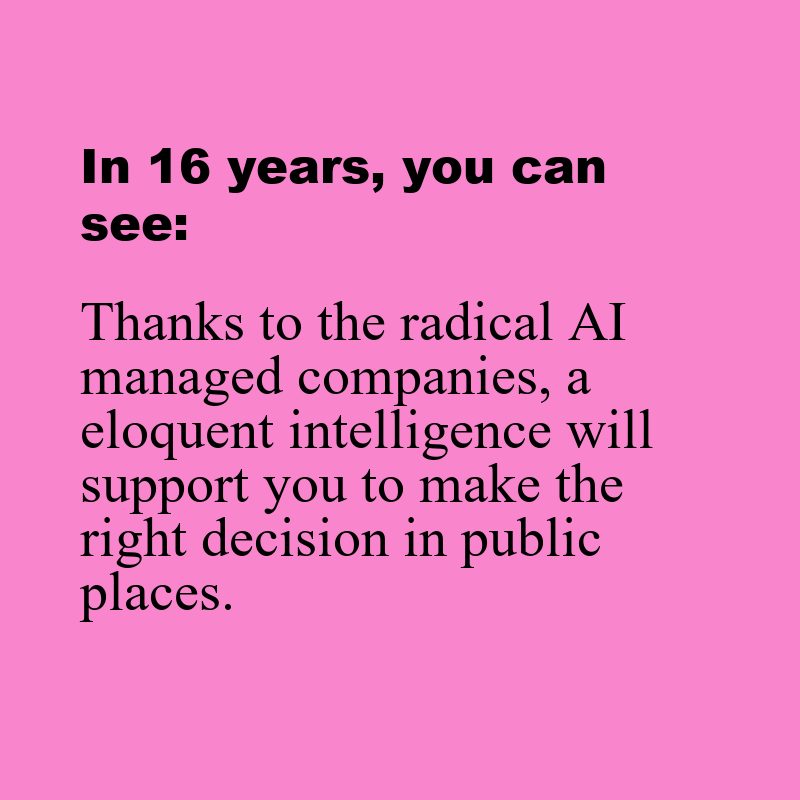 In 16 years, you can
see:
Thanks to the radical AI
managed companies, a
eloquent intelligence will
support you to make the
right decision in public
places.